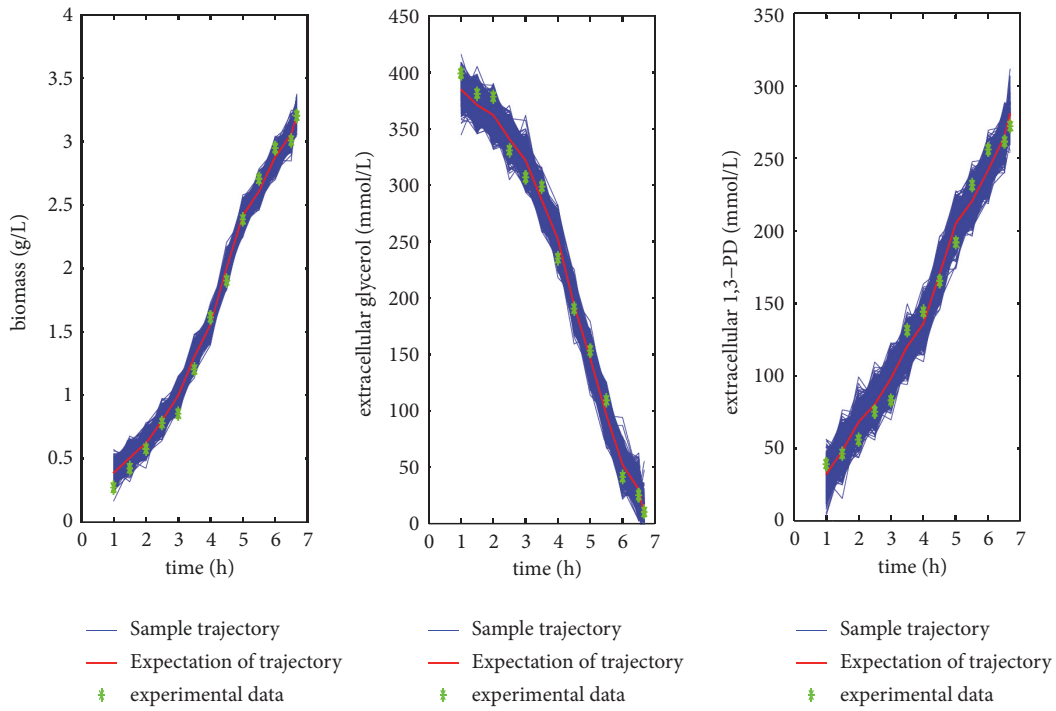 4
3.5
3
2.5
2
1.5
1
0.5
0
biomass (g/L)
0 1 2 3 4 5 6 7
time (h)
Sample trajectory
Expectation of trajectory
experimental data
450
400
350
300
250
200
150
100
50
0
extracellular glycerol (mmol/L)
0 1 2 3 4 5 6 7
time (h)
Sample trajectory
Expectation of trajectory
experimental data
350
300
250
200
150
100
50
0
extracellular 1,3−PD (mmol/L)
0 1 2 3 4 5 6 7
time (h)
Sample trajectory
Expectation of trajectory
experimental data